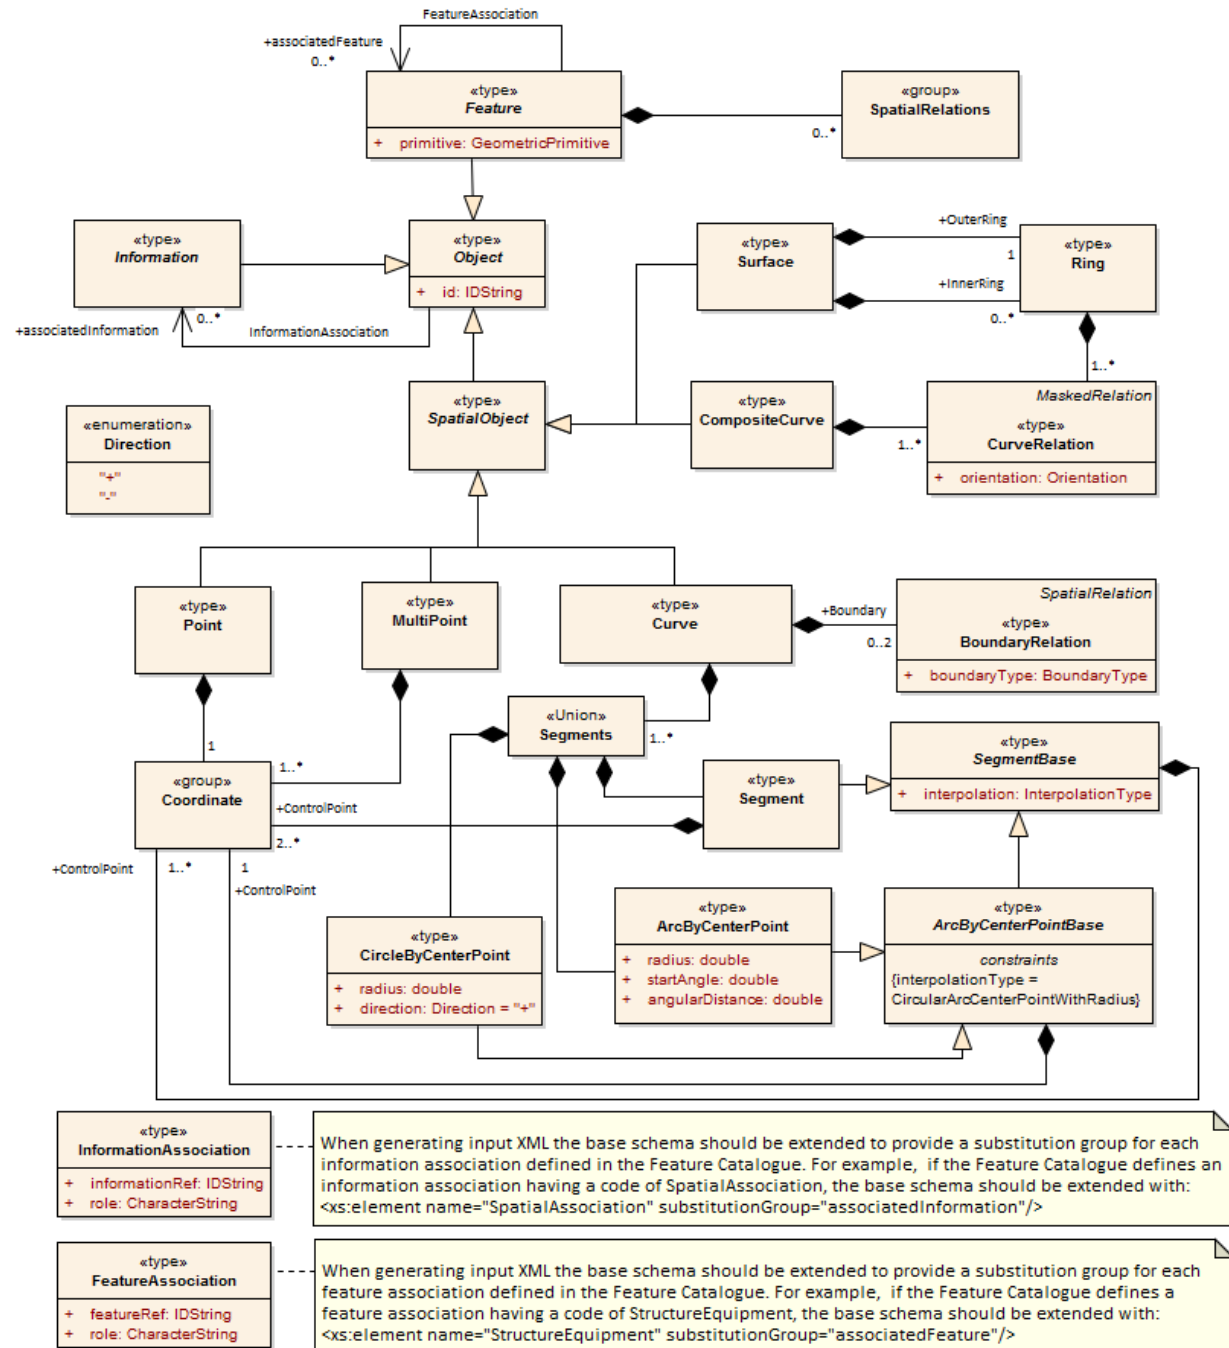 FeatureAssociation
+associatedFeature
0..*
«type»
Feature
+ primitive: GeometricPrimitive
«group»
SpatialRelations
0..*
«type»
Information
«type»
Object
+ id: IDString
«type»
Surface
+OuterRing
1
+InnerRing
0..*
«type»
Ring
0..*
+associatedInformation
InformationAssociation
1..*
«enumeration»
Direction
"+"
"-"
«type»
SpatialObject
«type»
CompositeCurve
1..*
MaskedRelation
«type»
CurveRelation
+ orientation: Orientation
«type»
Point
«type»
MultiPoint
«type»
Curve
+Boundary
0..2
SpatialRelation
«type»
BoundaryRelation
+ boundaryType: BoundaryType
«Union»
Segments
1..*
1
1..*
«group»
Coordinate
+ControlPoint
2..*
«type»
Segment
«type»
SegmentBase
+ interpolation: InterpolationType
+ControlPoint
1..*
1
+ControlPoint
«type»
CircleByCenterPoint
+ radius: double
+ direction: Direction = "+"
«type»
ArcByCenterPoint
+ radius: double
+ startAngle: double
+ angularDistance: double
«type»
ArcByCenterPointBase
constraints
{interpolationType =
CircularArcCenterPointWithRadius}
«type»
InformationAssociation
+ informationRef: IDString
+ role: CharacterString
When generating input XML the base schema should be extended to provide a substitution group for each
information association defined in the Feature Catalogue. For example, if the Feature Catalogue defines an
information association having a code of SpatialAssociation, the base schema should be extended with:
<xs:element name="SpatialAssociation" substitutionGroup="associatedInformation"/>
«type»
FeatureAssociation
+ featureRef: IDString
+ role: CharacterString
When generating input XML the base schema should be extended to provide a substitution group for each
feature association defined in the Feature Catalogue. For example, if the Feature Catalogue defines a
feature association having a code of StructureEquipment, the base schema should be extended with:
<xs:element name="StructureEquipment" substitutionGroup="associatedFeature"/>